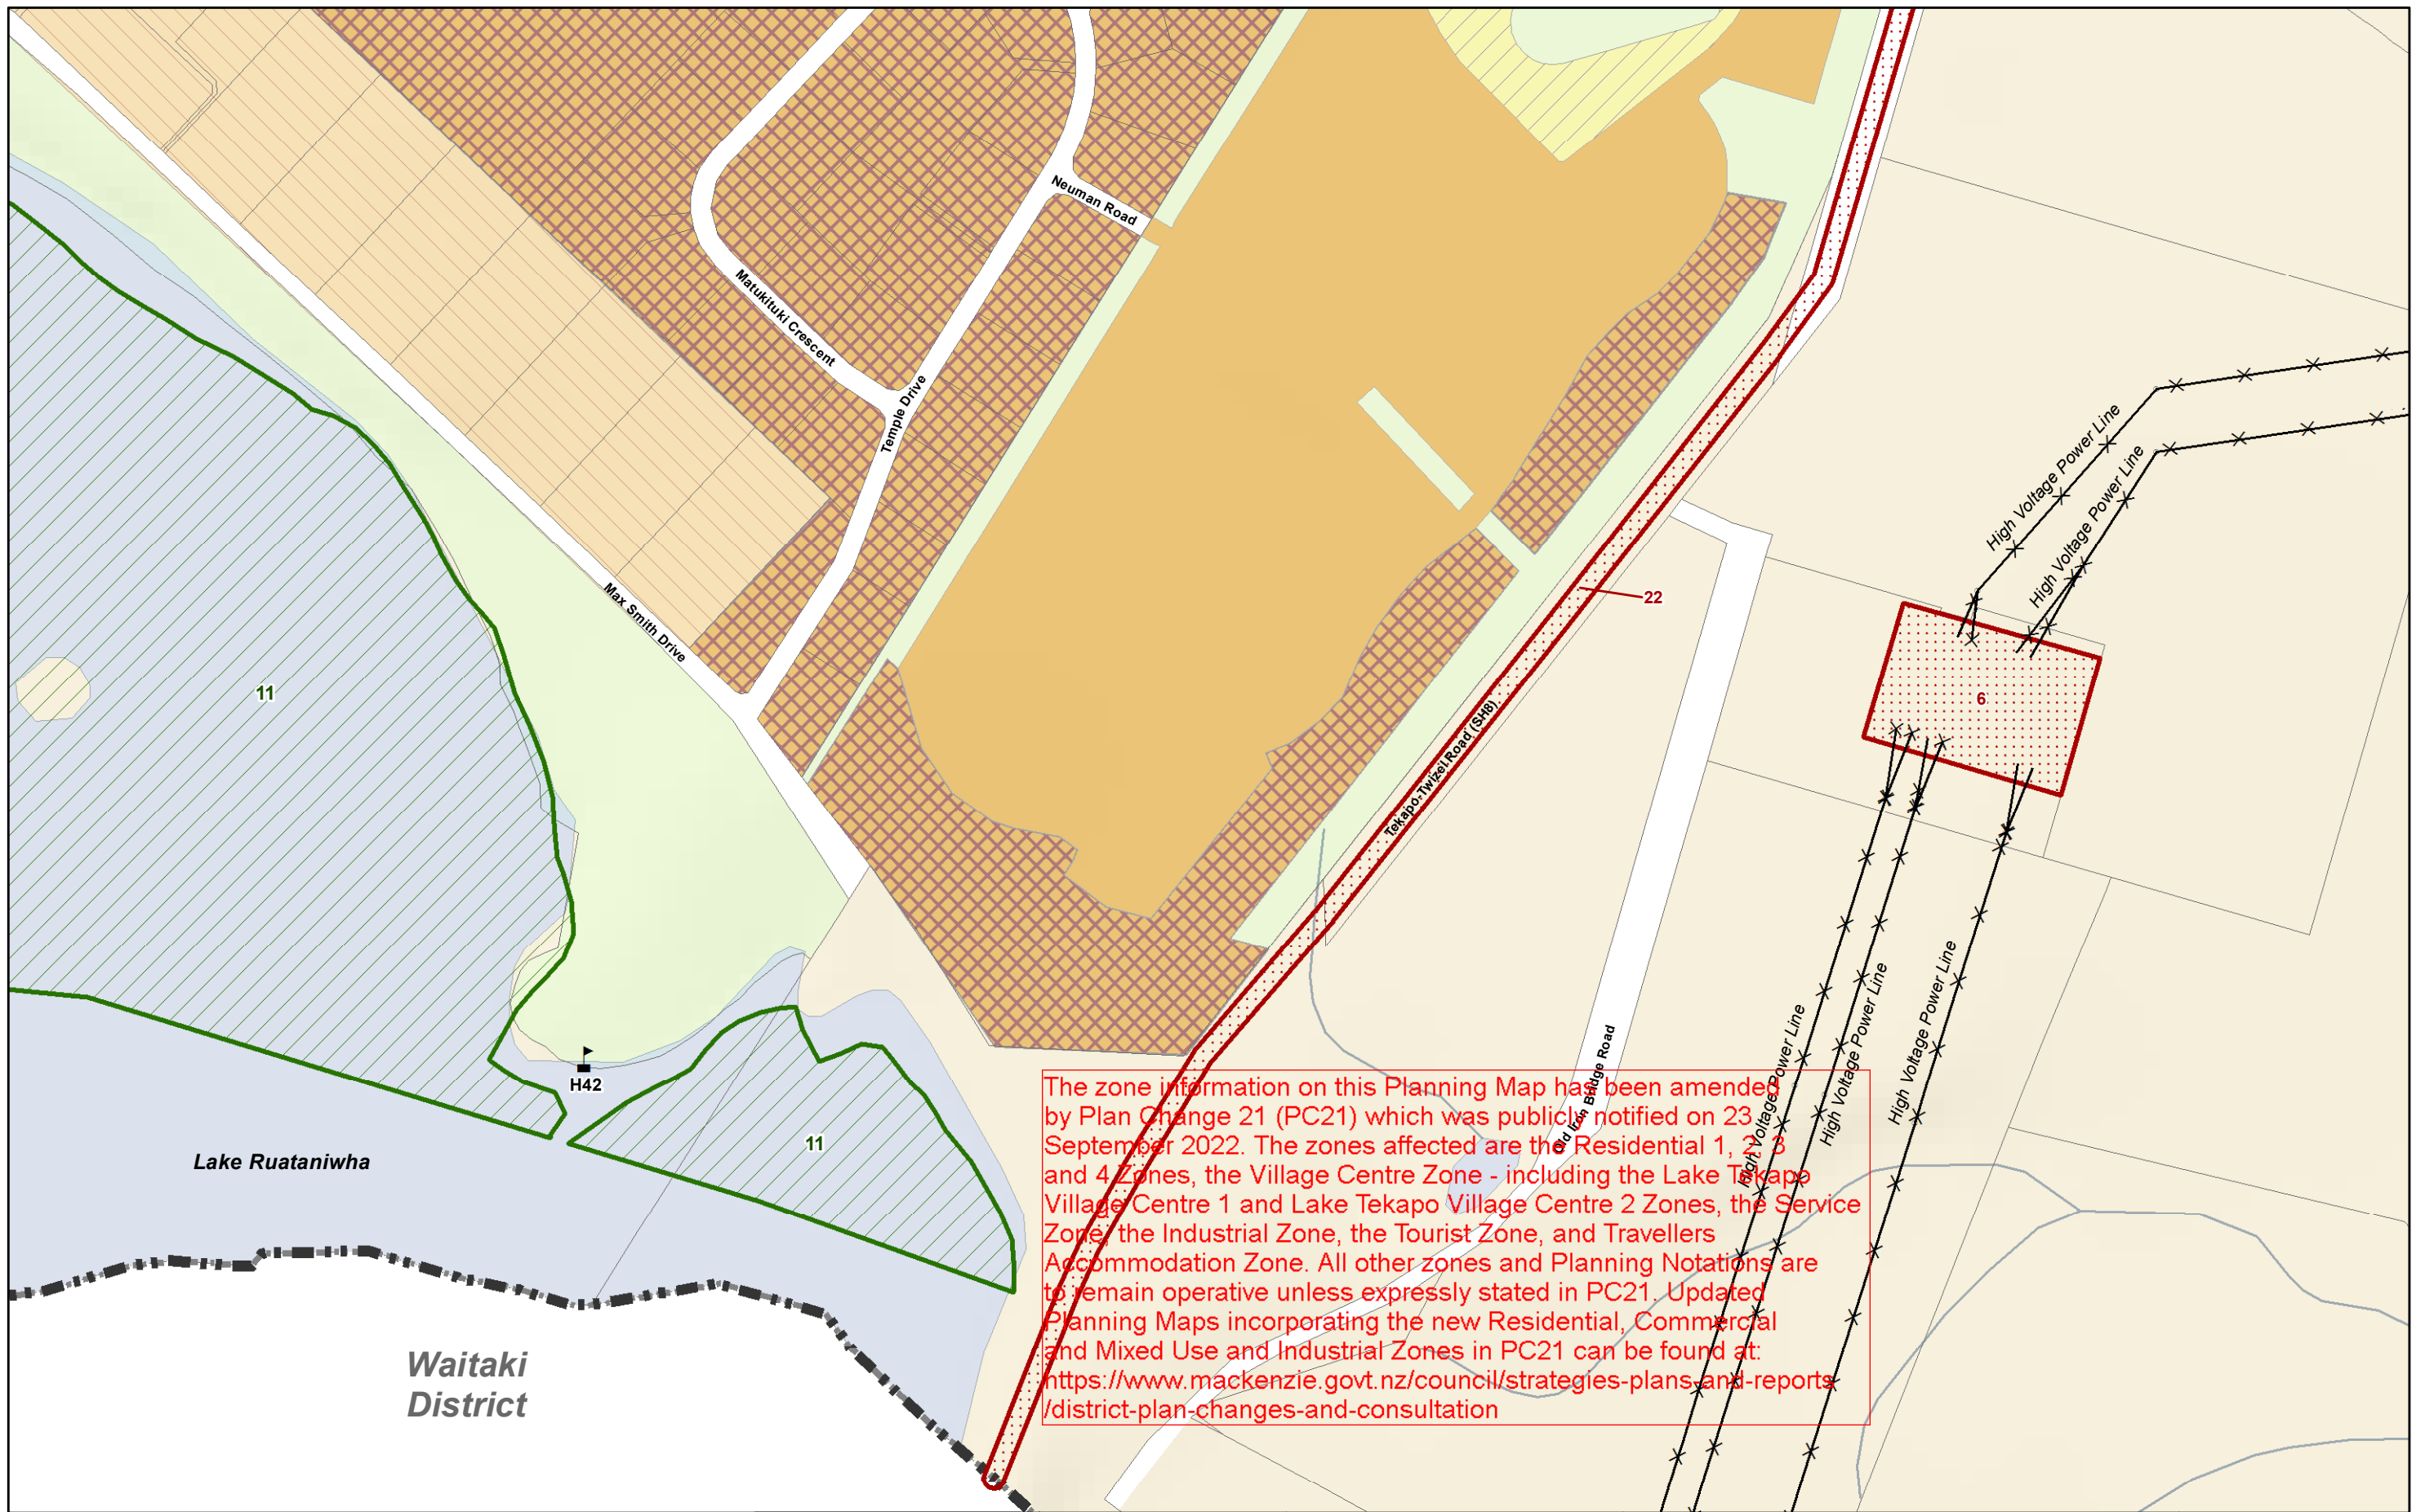 Neuman Road
Matukituki Crescent
Temple Drive
High Voltage Power Line
High Voltage Power Line
Max Smith Drive
22
11
6
Tekapo-Twizel Road (SH8)
High Voltage Power Line
High Voltage Power Line
High Voltage Power Line
Old Iron Bridge Road
H42
11
Lake Ruataniwha
Waitaki
District
The zone information on this Planning Map has been amended
by Plan Change 21 (PC21) which was publicly notified on 23
September 2022. The zones affected are the Residential 1, 2, 3
and 4 Zones, the Village Centre Zone - including the Lake Tekapo
Village Centre 1 and Lake Tekapo Village Centre 2 Zones, the Service
Zone, the Industrial Zone, the Tourist Zone, and Travellers
Accommodation Zone. All other zones and Planning Notations are
to remain operative unless expressly stated in PC21. Updated
Planning Maps incorporating the new Residential, Commercial
and Mixed Use and Industrial Zones in PC21 can be found at:
https://www.mackenzie.govt.nz/council/strategies-plans-and-reports
/district-plan-changes-and-consultation